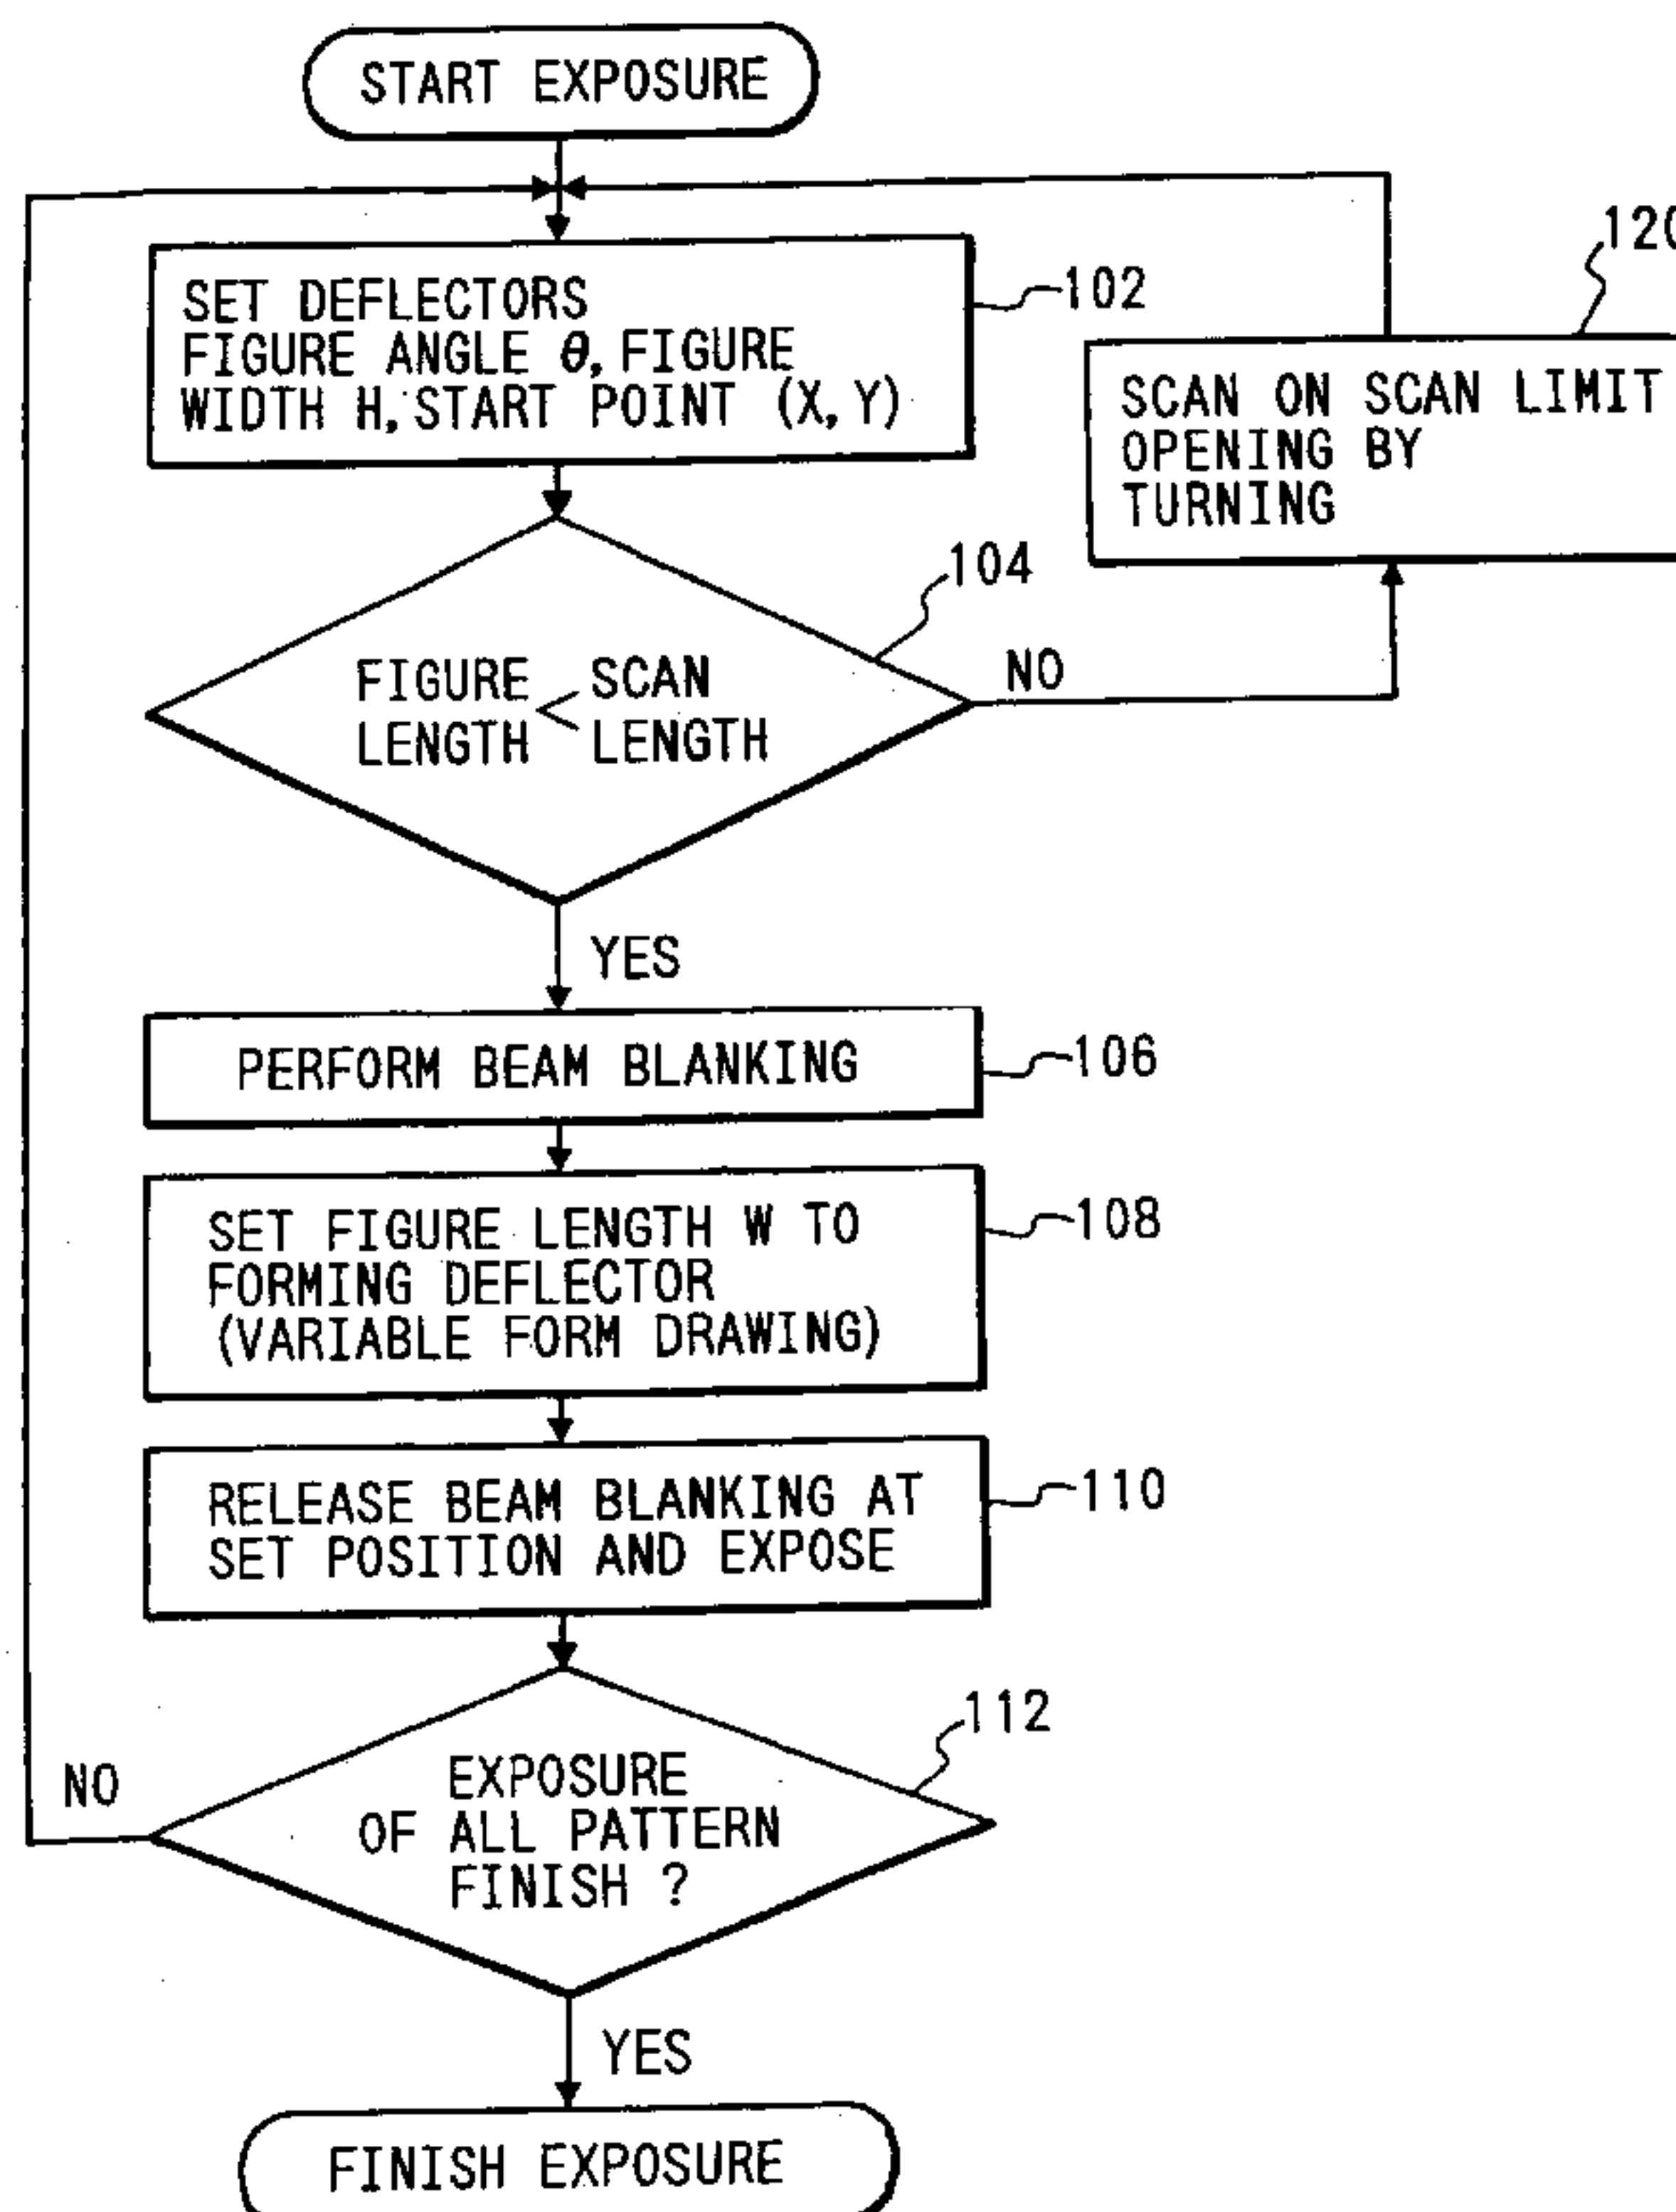 START EXPOSURE
SET DEFLECTORS
FIGURE ANGLE θ, FIGURE
WIDTH H, START POINT (X, Y)
102
120
SCAN ON SCAN LIMIT
OPENING BY
TURNING
104
FIGURE < SCAN
LENGTH LENGTH
NO
YES
PERFORM BEAM BLANKING
106
SET FIGURE LENGTH W TO
FORMING DEFLECTOR
(VARIABLE FORM DRAWING)
108
RELEASE BEAM BLANKING AT
SET POSITION AND EXPOSE
110
112
NO
EXPOSURE
OF ALL PATTERN
FINISH ?
YES
FINISH EXPOSURE